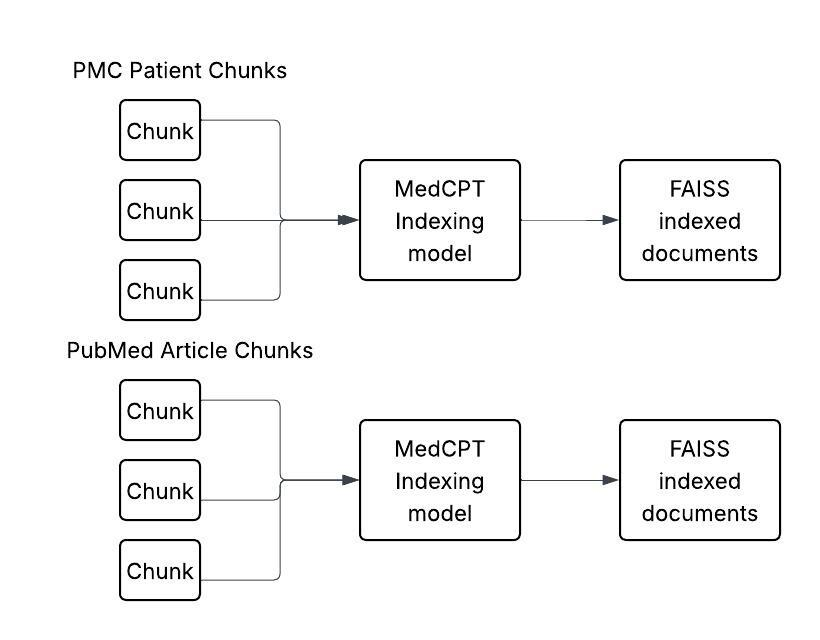 PMC Patient Chunks
Chunk
Chunk
Chunk
MedCPT
Indexing
model
FAISS
indexed
documents
PubMed Article Chunks
Chunk
Chunk
Chunk
MedCPT
Indexing
model
FAISS
indexed
documents